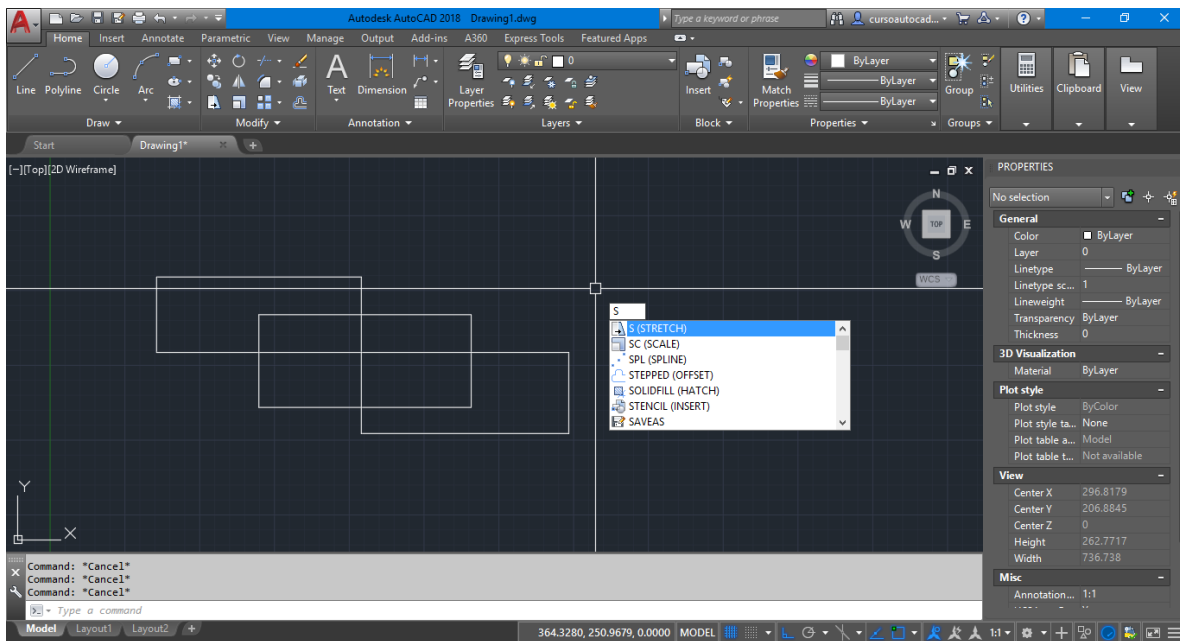 Autodesk AutoCAD 2018 Drawing1.dwg Type a keyword or phrase cursoautocad...
Home Insert Annotate Parametric View Manage Output Add-ins A360 Express Tools Featured Apps
0 ByLayer
Line Polyline Circle Arc Text Dimension Layer Properties Insert Match Properties ByLayer Group Utilities Clipboard View
ByLayer
Draw Modify Annotation Layers Block Properties Groups
Start Drawing1* +
[−][Top][2D Wireframe]
N
W TOP E
S
WCS
S
S (STRETCH)
SC (SCALE)
SPL (SPLINE)
STEPPED (OFFSET)
SOLIDFILL (HATCH)
STENCIL (INSERT)
SAVEAS
Y
X
PROPERTIES
No selection
General
Color ByLayer
Layer 0
Linetype ByLayer
Linetype sc... 1
Lineweight ByLayer
Transparency ByLayer
Thickness 0
3D Visualization
Material ByLayer
Plot style
Plot style ByColor
Plot style ta... None
Plot table a... Model
Plot table t... Not available
View
Center X 296.8179
Center Y 206.8845
Center Z 0
Height 262.7717
Width 736.738
Misc
Annotation... 1:1
Command: *Cancel*
Command: *Cancel*
Command: *Cancel*
Type a command
Model Layout1 Layout2 +
364.3280, 250.9679, 0.0000 MODEL 1:1